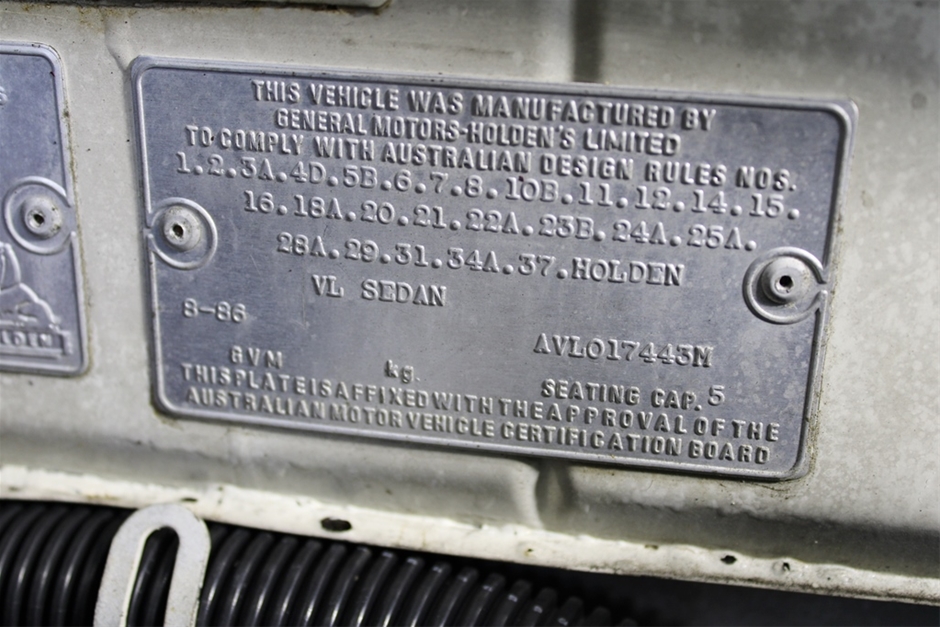 THIS VEHICLE WAS MANUFACTURED BY
GENERAL MOTORS-HOLDEN'S LIMITED
TO COMPLY WITH AUSTRALIAN DESIGN RULES NOS.
1.2.3A.4D.5B.6.7.8.10B.11.12.14.15.
16.18A.20.21.22A.23B.24A.25A.
28A.29.31.34A.37.HOLDEN
VL SEDAN
8-86
AVL017443M
GVM kg. SEATING CAP. 5
THIS PLATE IS AFFIXED WITH THE APPROVAL OF THE
AUSTRALIAN MOTOR VEHICLE CERTIFICATION BOARD